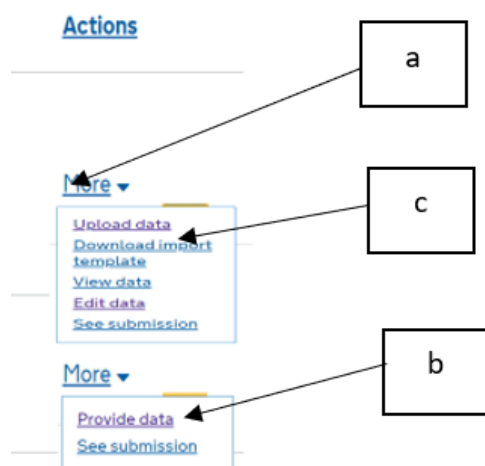 Actions
a
More
Upload data
c
Download import
template
View data
Edit data
See submission
More
b
Provide data
See submission